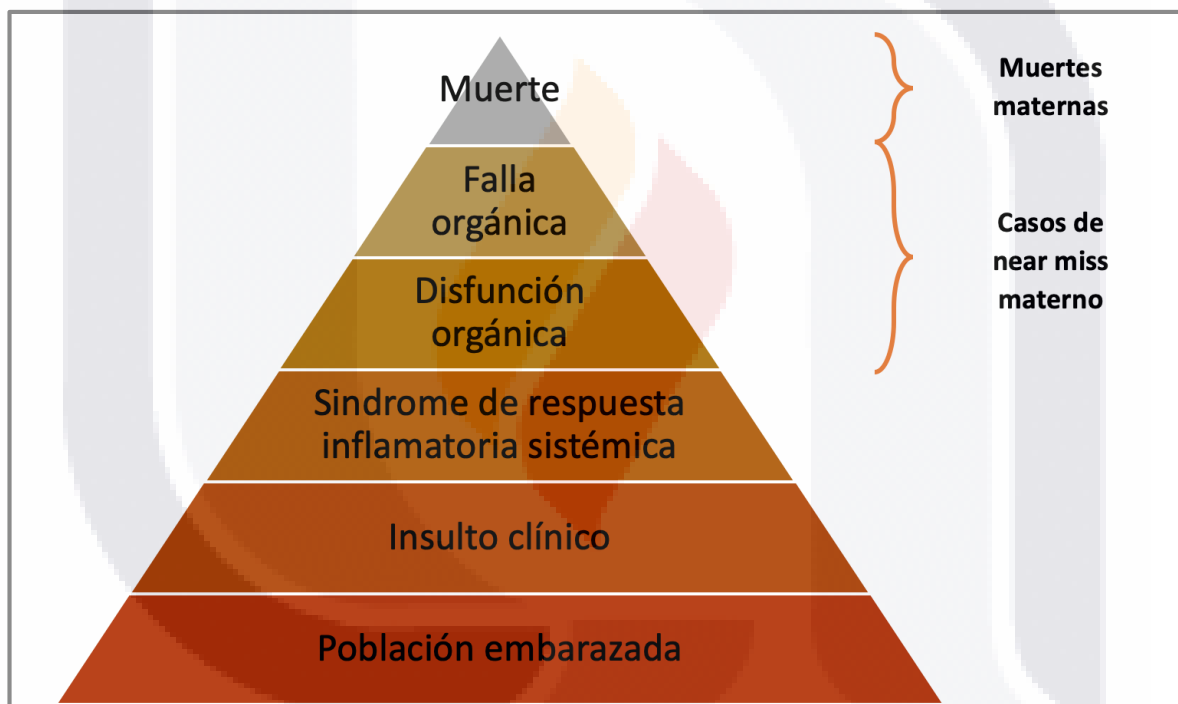 Muerte
Muertes
maternas
Falla
orgánica
Casos de
near miss
materno
Disfunción
orgánica
Sindrome de respuesta
inflamatoria sistémica
Insulto clínico
Población embarazada